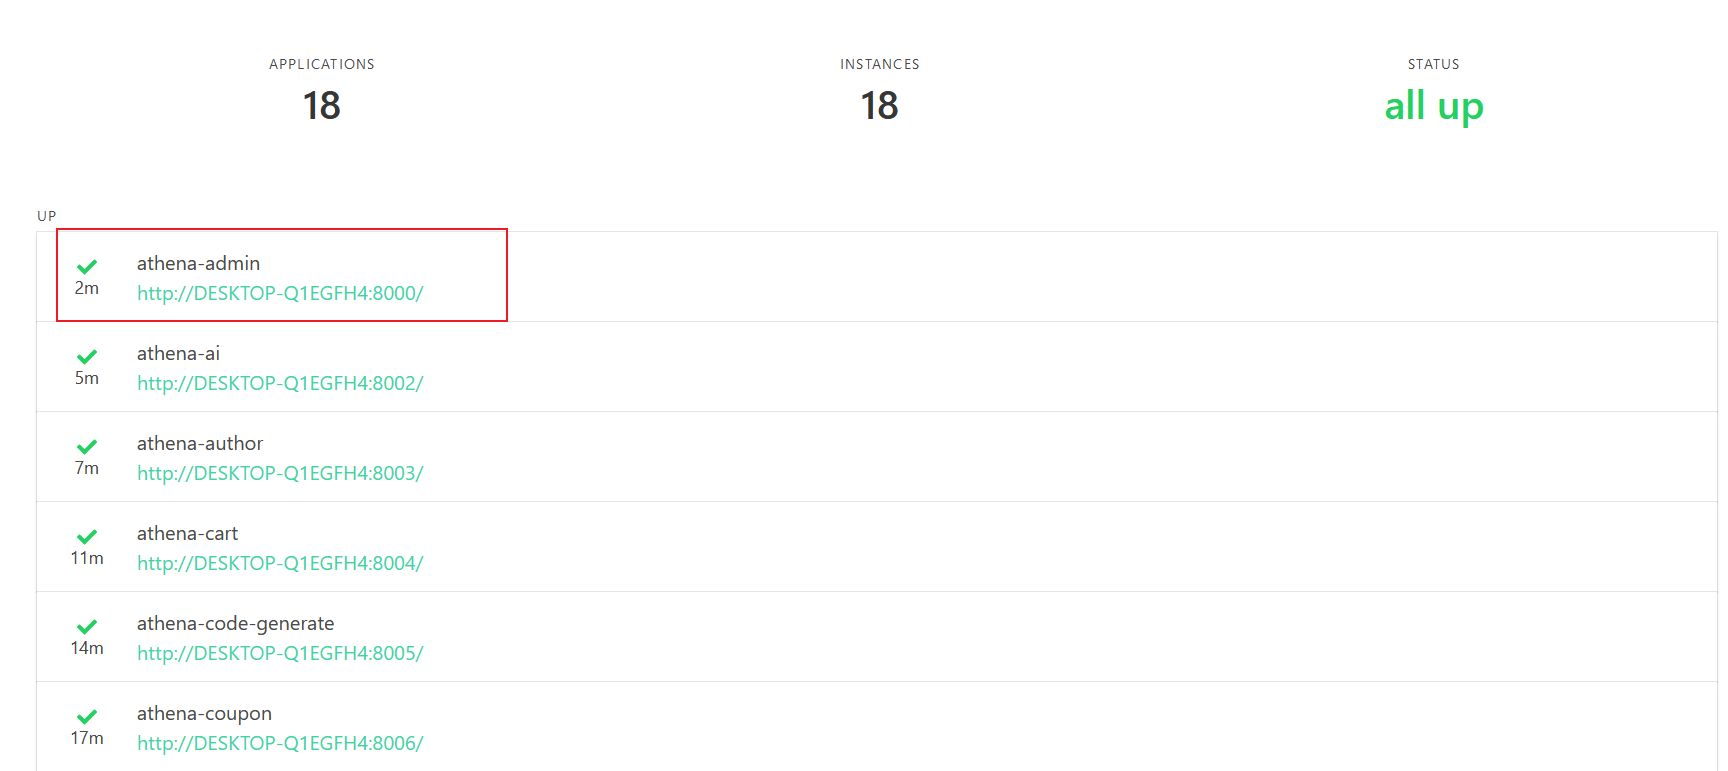 APPLICATIONS
18
INSTANCES
18
STATUS
all up
UP
athena-admin
2m
http://DESKTOP-Q1EGFH4:8000/
athena-ai
5m
http://DESKTOP-Q1EGFH4:8002/
athena-author
7m
http://DESKTOP-Q1EGFH4:8003/
athena-cart
11m
http://DESKTOP-Q1EGFH4:8004/
athena-code-generate
14m
http://DESKTOP-Q1EGFH4:8005/
athena-coupon
17m
http://DESKTOP-Q1EGFH4:8006/